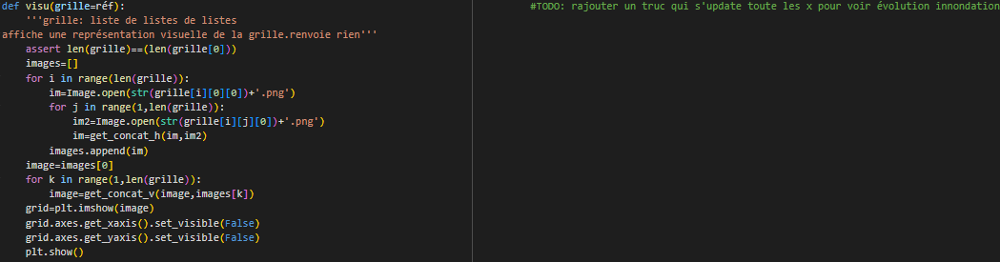 def visu(grille=réf): #TODO: rajouter un truc qui s'update toute les x pour voir évolution innondation
    '''grille: liste de listes de listes
affiche une représentation visuelle de la grille.renvoie rien'''
    assert len(grille)==(len(grille[0]))
    images=[]
    for i in range(len(grille)):
        im=Image.open(str(grille[i][0][0])+'.png')
        for j in range(1,len(grille)):
            im2=Image.open(str(grille[i][j][0])+'.png')
            im=get_concat_h(im,im2)
        images.append(im)
    image=images[0]
    for k in range(1,len(grille)):
        image=get_concat_v(image,images[k])
    grid=plt.imshow(image)
    grid.axes.get_xaxis().set_visible(False)
    grid.axes.get_yaxis().set_visible(False)
    plt.show()